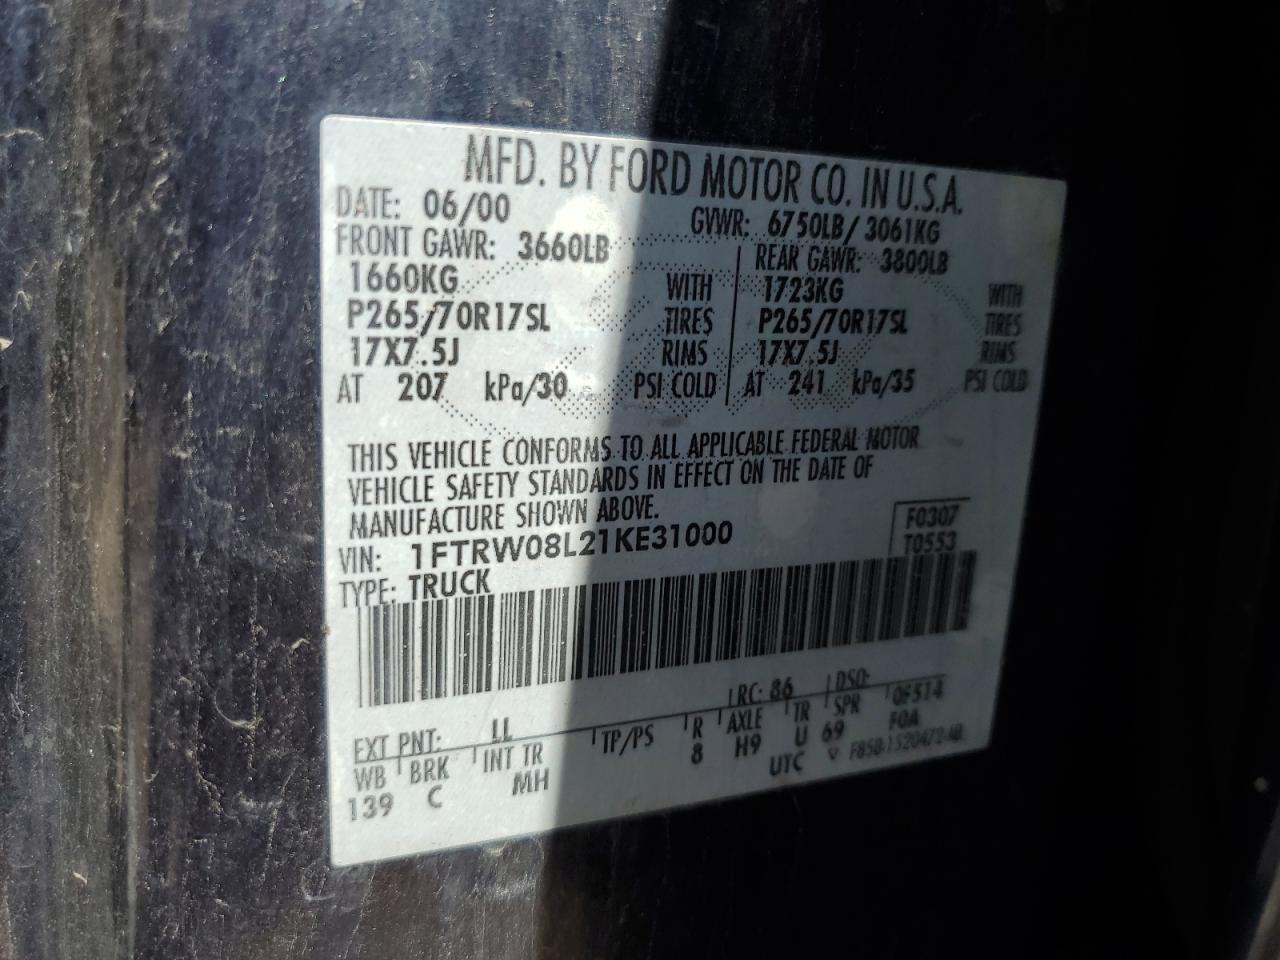 MFD. BY FORD MOTOR CO. IN U.S.A.
DATE: 06/00 GVWR: 6750LB/ 3061KG
FRONT GAWR: 3660LB REAR GAWR: 3800LB
1660KG WITH 1723KG WITH
P265/70R17SL TIRES P265/70R17SL TIRES
17X7.5J RIMS 17X7.5J RIMS
AT 207 kPa/30 PSI COLD AT 241 kPa/35 PSI COLD
THIS VEHICLE CONFORMS TO ALL APPLICABLE FEDERAL MOTOR
VEHICLE SAFETY STANDARDS IN EFFECT ON THE DATE OF
MANUFACTURE SHOWN ABOVE.
VIN: 1FTRW08L21KE31000 F0307
TYPE: TRUCK T0553
EXT PNT: LL RC: 86 DSO:
WB BRK INT TR TP/PS R AXLE TR SPR 0F514
139 C MH 8 H9 U 69 F0A
UTC